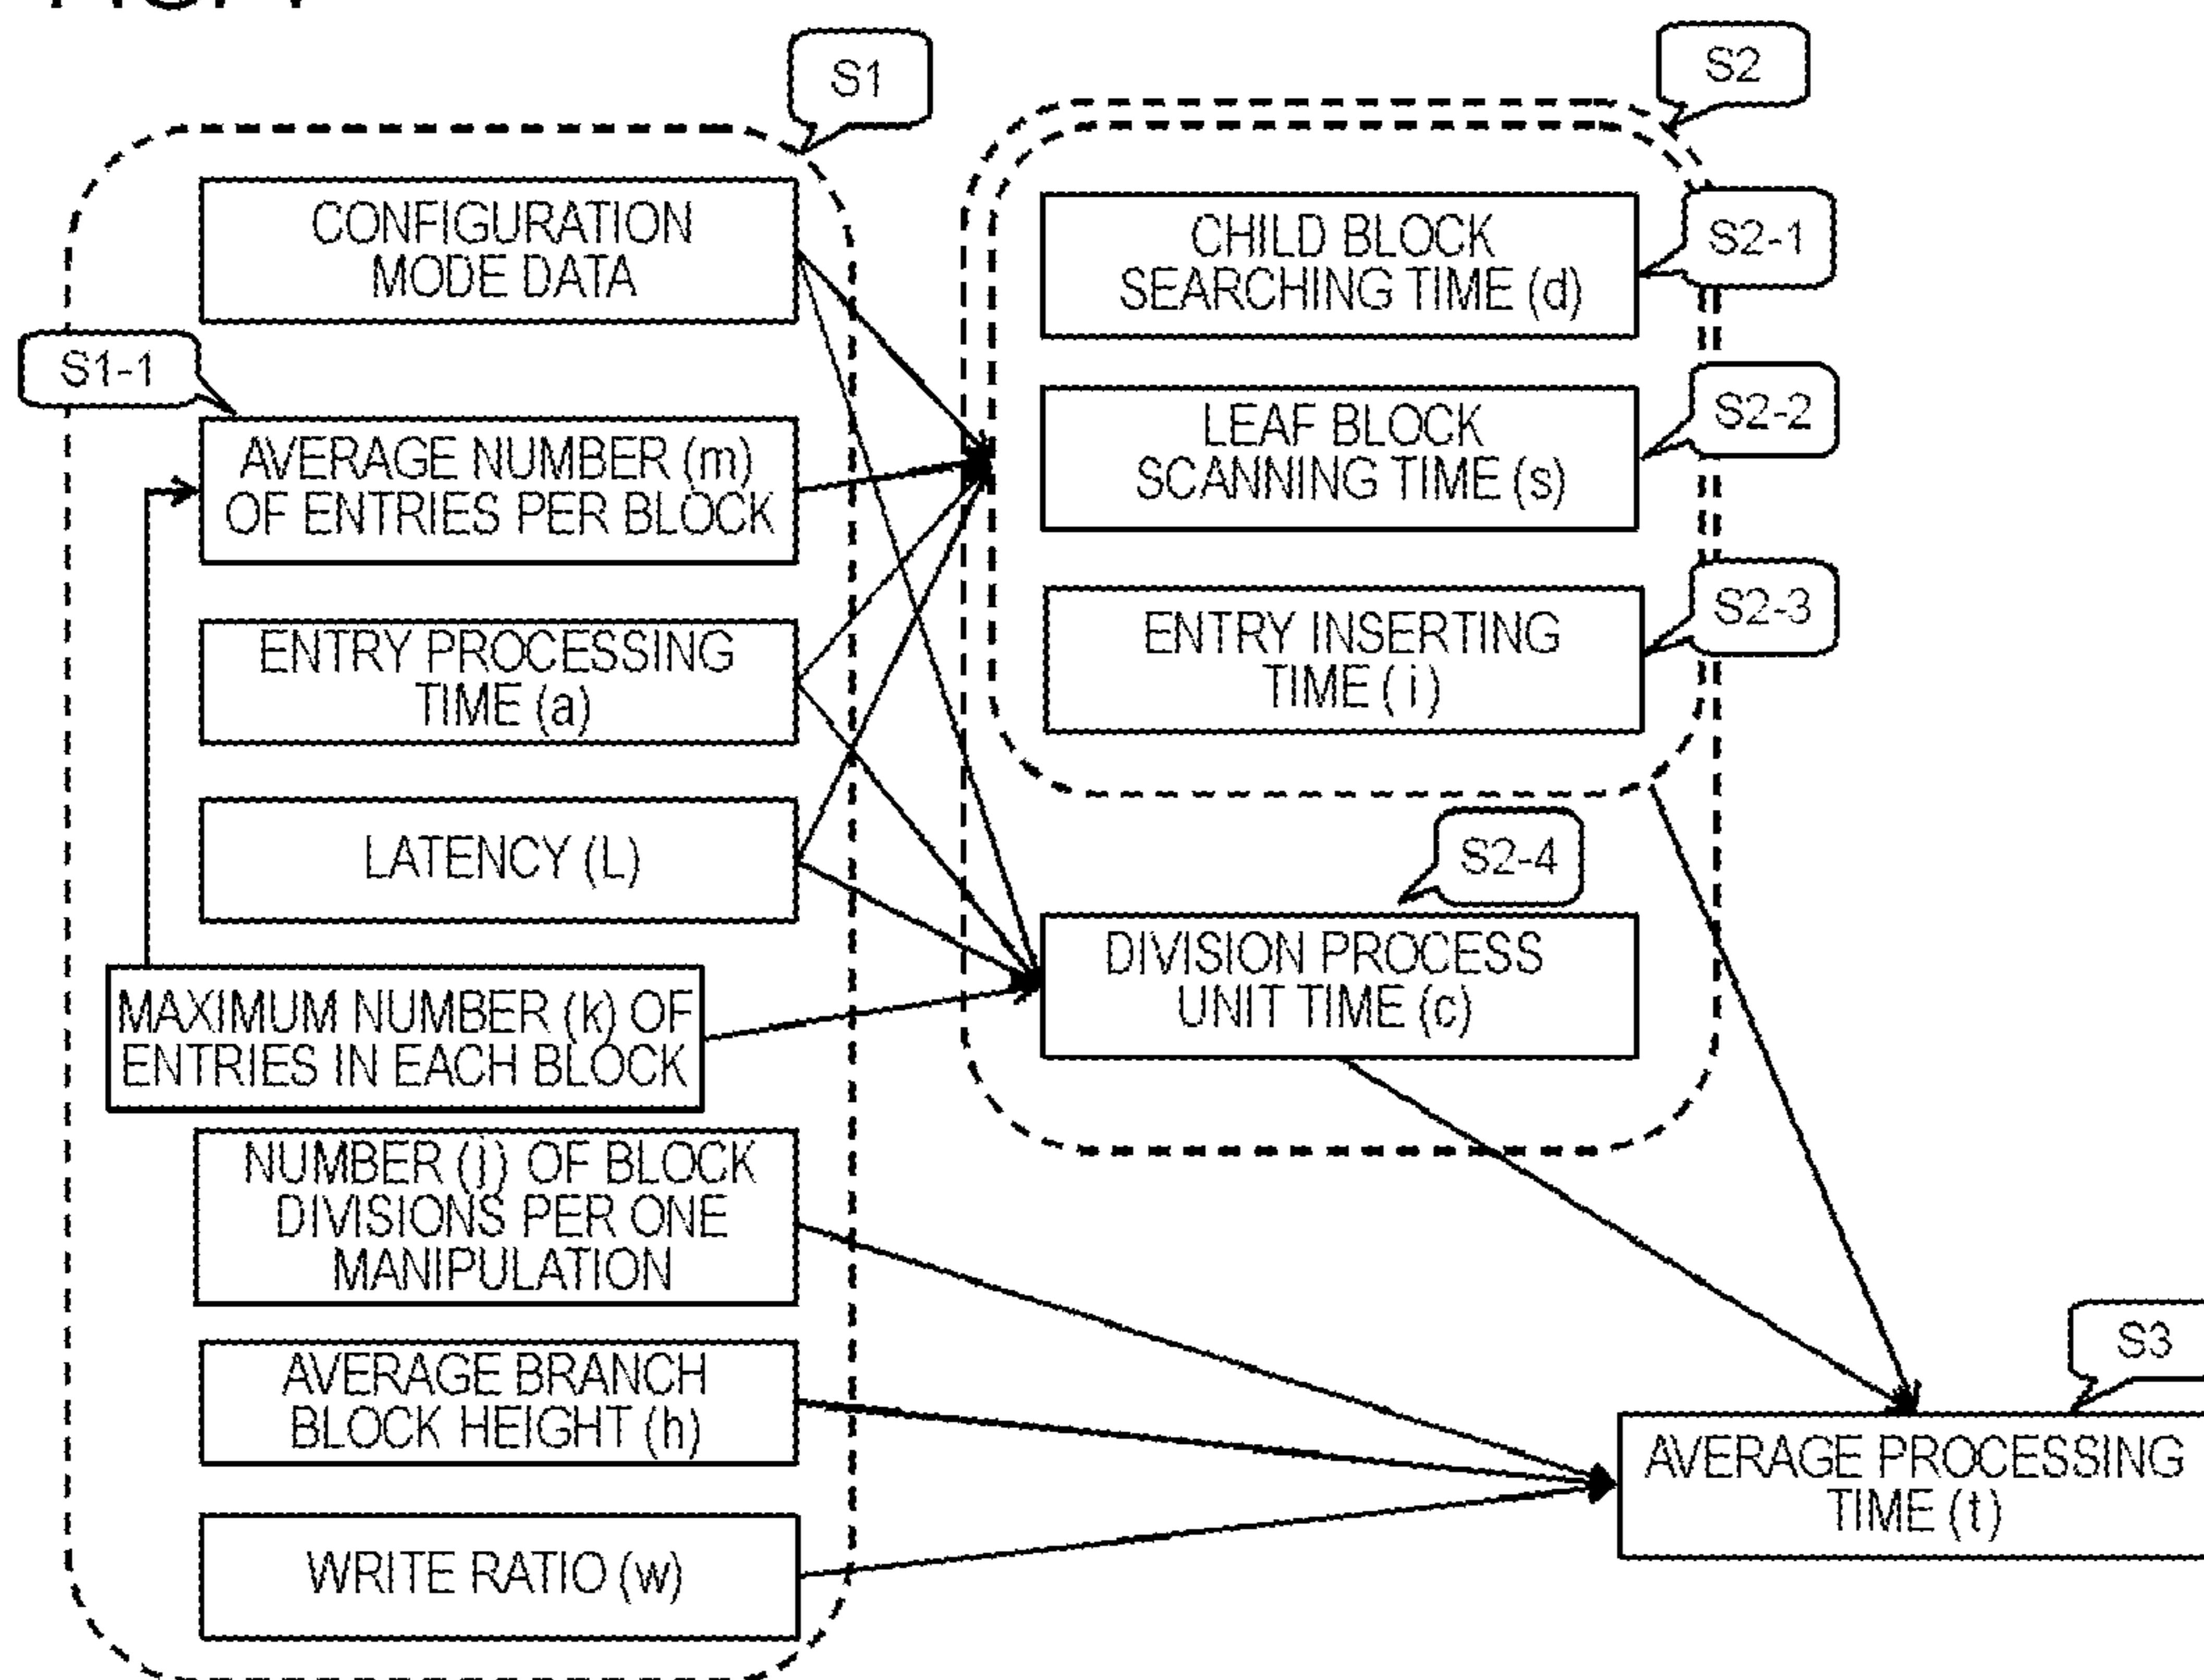 S1
S2
CONFIGURATION
MODE DATA
S1-1
AVERAGE NUMBER (m)
OF ENTRIES PER BLOCK
ENTRY PROCESSING
TIME (a)
LATENCY (L)
MAXIMUM NUMBER (k) OF
ENTRIES IN EACH BLOCK
NUMBER (j) OF BLOCK
DIVISIONS PER ONE
MANIPULATION
AVERAGE BRANCH
BLOCK HEIGHT (h)
WRITE RATIO (w)
CHILD BLOCK
SEARCHING TIME (d)
S2-1
LEAF BLOCK
SCANNING TIME (s)
S2-2
ENTRY INSERTING
TIME ( i )
S2-3
S2-4
DIVISION PROCESS
UNIT TIME (c)
S3
AVERAGE PROCESSING
TIME (t)